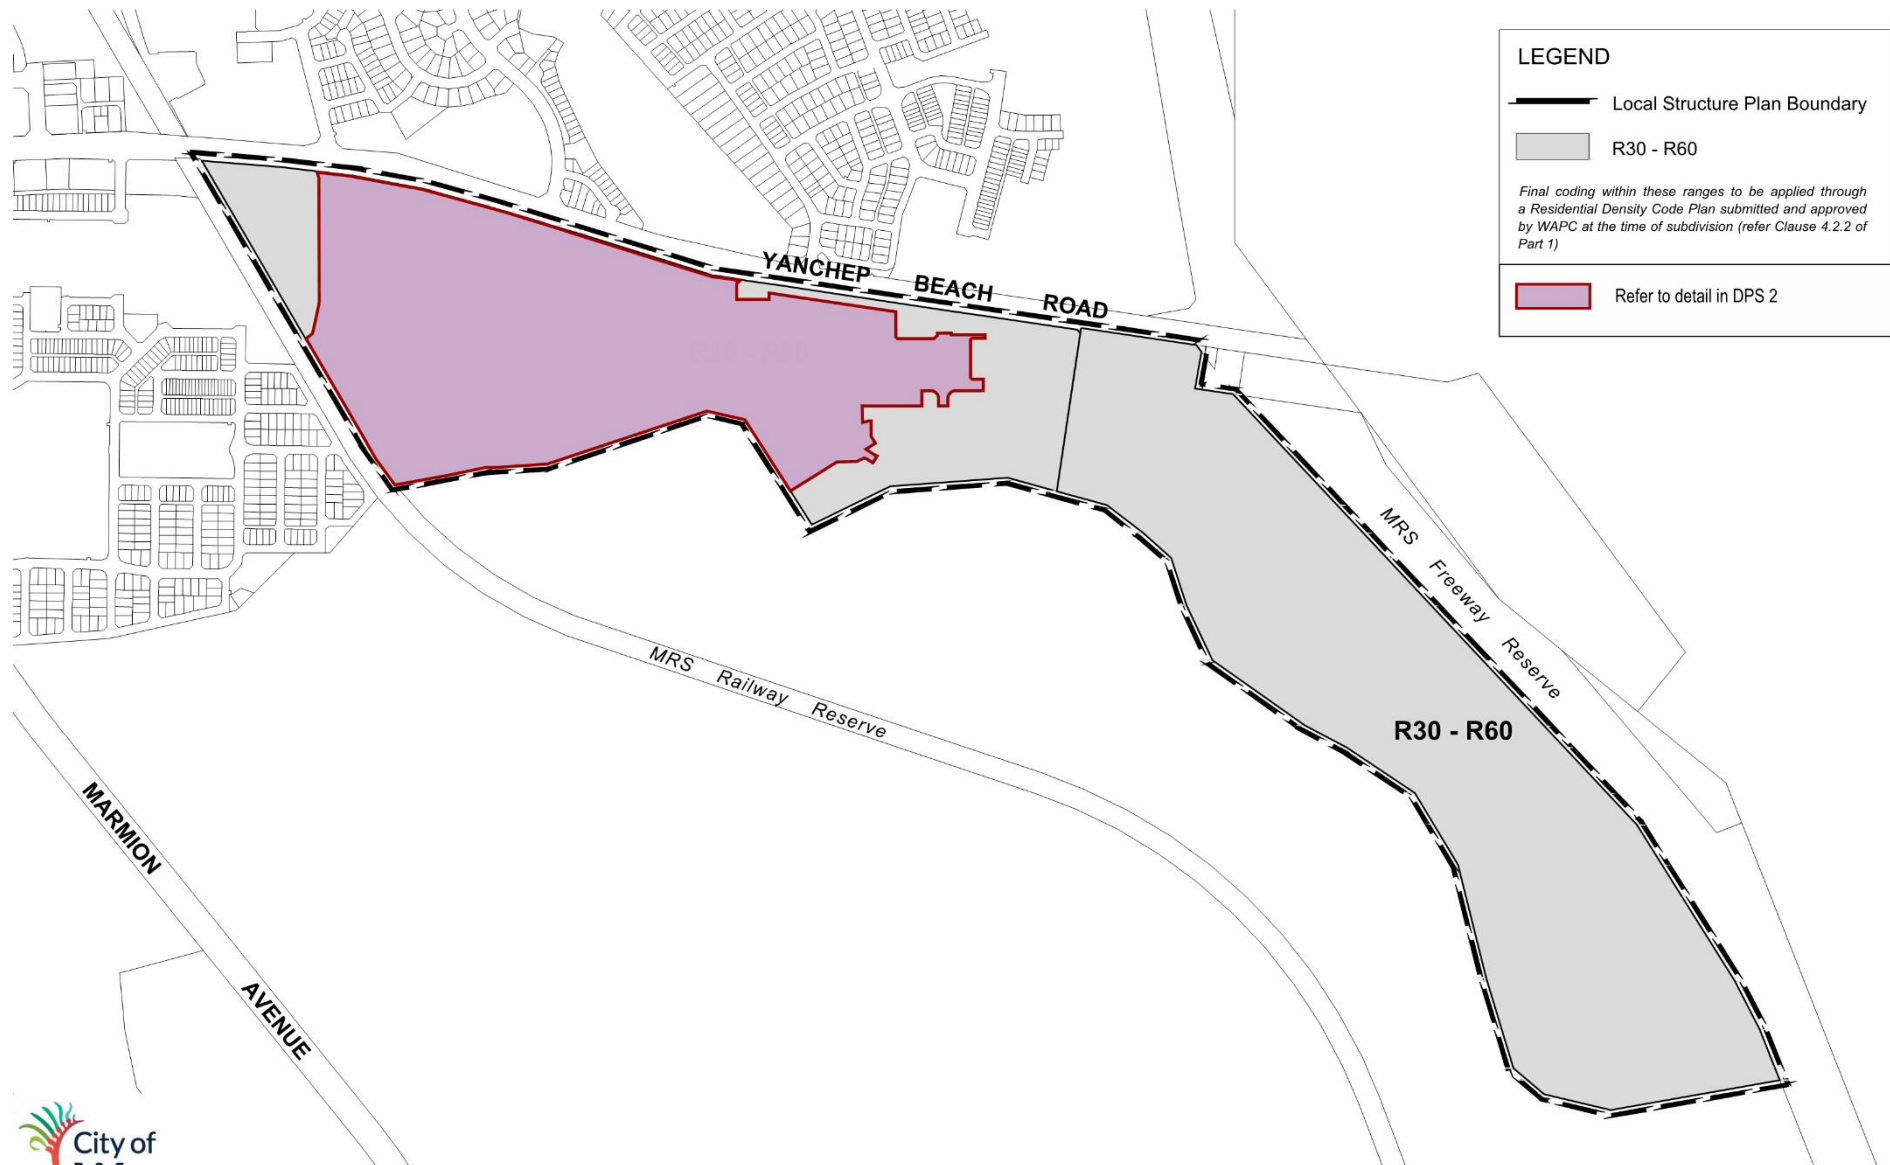 LEGEND
Local Structure Plan Boundary
R30 - R60
Final coding within these ranges to be applied through
a Residential Density Code Plan submitted and approved
by WAPC at the time of subdivision (refer Clause 4.2.2 of
Part 1)
Refer to detail in DPS 2
YANCHEP BEACH ROAD
MRS Freeway Reserve
R30 - R60
MRS Railway Reserve
MARMION AVENUE
City of